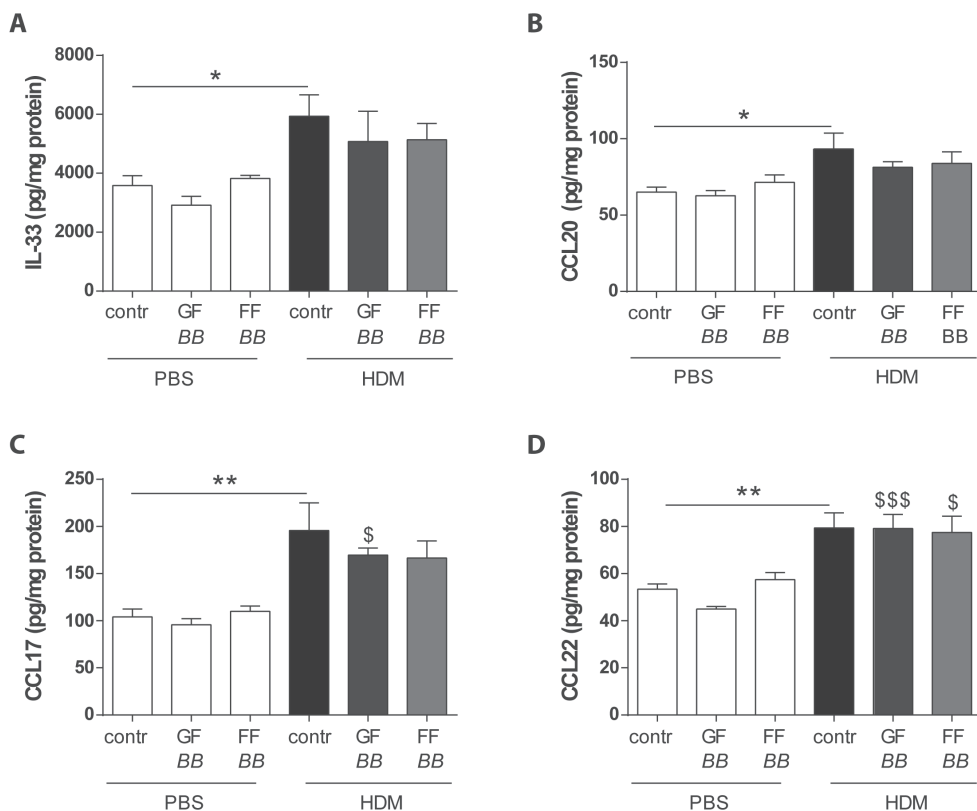 A
IL-33 (pg/mg protein)
8000
6000
4000
2000
0
*
contr GF FF contr GF FF
BB BB BB BB
PBS HDM
B
CCL20 (pg/mg protein)
150
100
50
0
*
contr GF FF contr GF FF
BB BB BB BB
PBS HDM
C
CCL17 (pg/mg protein)
250
200
150
100
50
0
**
$
contr GF FF contr GF FF
BB BB BB BB
PBS HDM
D
CCL22 (pg/mg protein)
100
80
60
40
20
0
**
$$$ $
contr GF FF contr GF FF
BB BB BB BB
PBS HDM